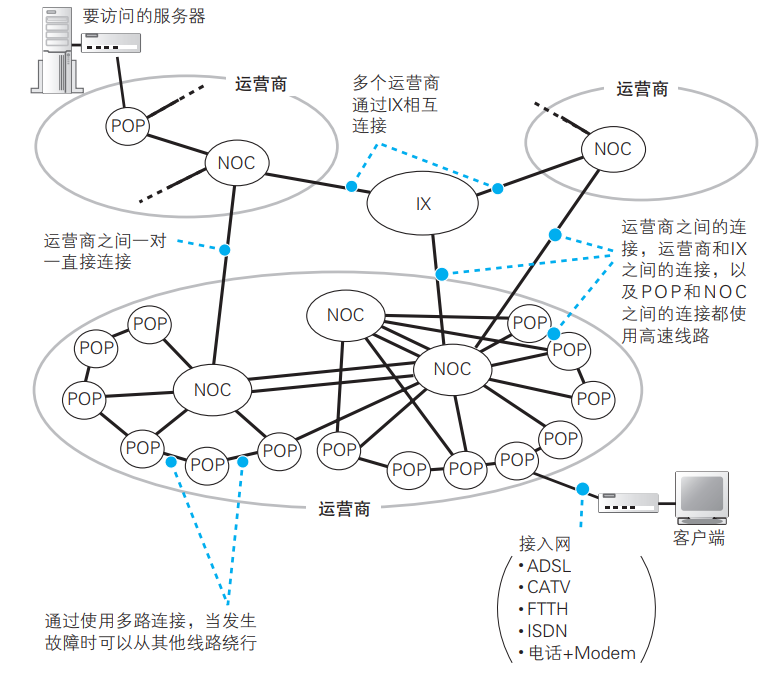 要访问的服务器
运营商
多个运营商
通过IX相互
连接
运营商
POP
NOC
NOC
IX
运营商之间一对
一直接连接
运营商之间的连
接，运营商和IX
之间的连接，以
及POP和NOC
之间的连接都使
用高速线路
NOC
POP
POP
POP
POP
NOC
NOC
POP
POP
POP
POP
POP
POP
POP
POP
POP
POP
POP
运营商
客户端
接入网
•ADSL
•CATV
•FTTH
•ISDN
•电话+Modem
通过使用多路连接，当发生
故障时可以从其他线路绕行